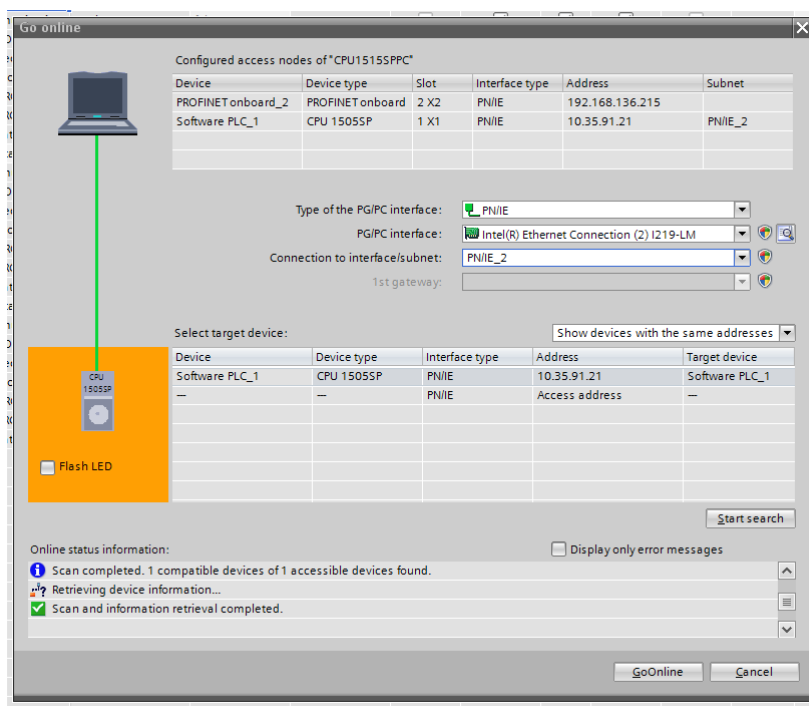 Go online
Configured access nodes of "CPU1515SPPC"
Device Device type Slot Interface type Address Subnet
PROFINET onboard_2 PROFINET onboard 2 X2 PN/IE 192.168.136.215
Software PLC_1 CPU 1505SP 1 X1 PN/IE 10.35.91.21 PN/IE_2
Type of the PG/PC interface: PN/IE
PG/PC interface: Intel(R) Ethernet Connection (2) I219-LM
Connection to interface/subnet: PN/IE_2
1st gateway:
Select target device: Show devices with the same addresses
Device Device type Interface type Address Target device
Software PLC_1 CPU 1505SP PN/IE 10.35.91.21 Software PLC_1
— — PN/IE Access address —
CPU
1505SP
Flash LED
Start search
Online status information: Display only error messages
Scan completed. 1 compatible devices of 1 accessible devices found.
Retrieving device information...
Scan and information retrieval completed.
GoOnline Cancel